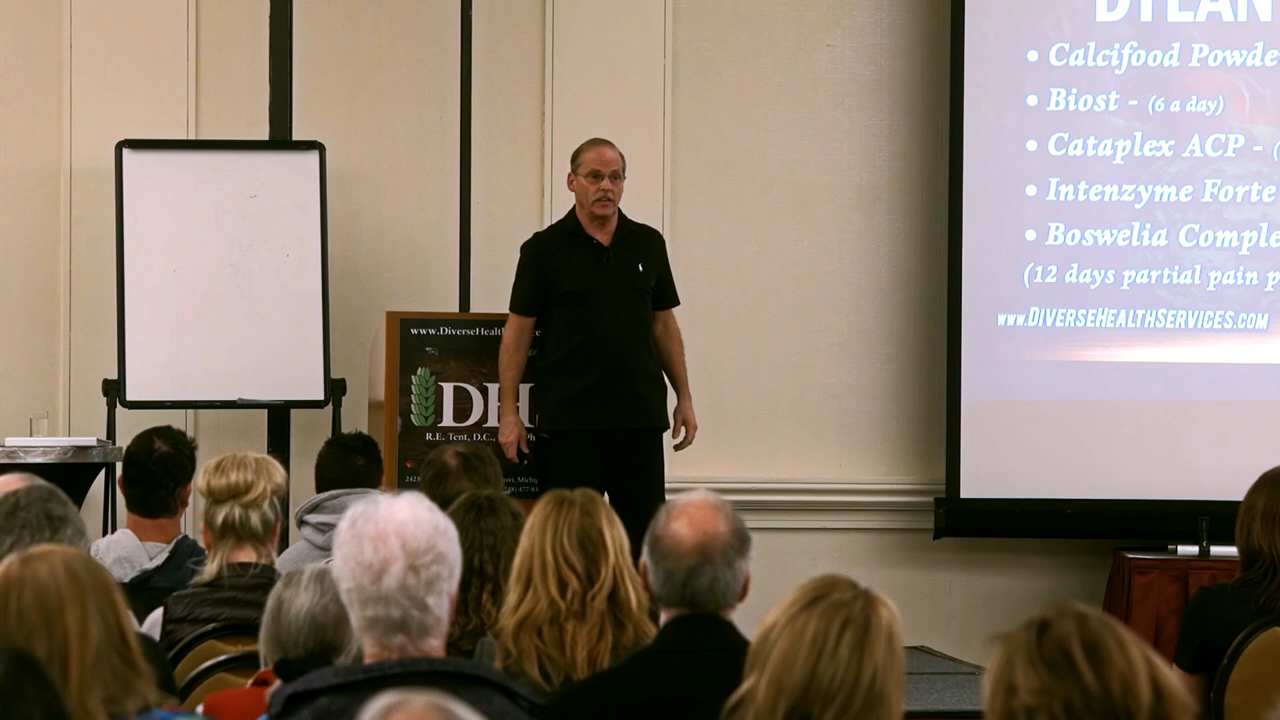 www.DiverseHealth
DH
R.E. Tent, D.C.,
DYLAN
• Calcifood Powde
• Biost - (6 a day)
• Cataplex ACP - (
• Intenzyme Forte
• Boswelia Comple
(12 days partial pain p
www.DiverseHealthServices.com